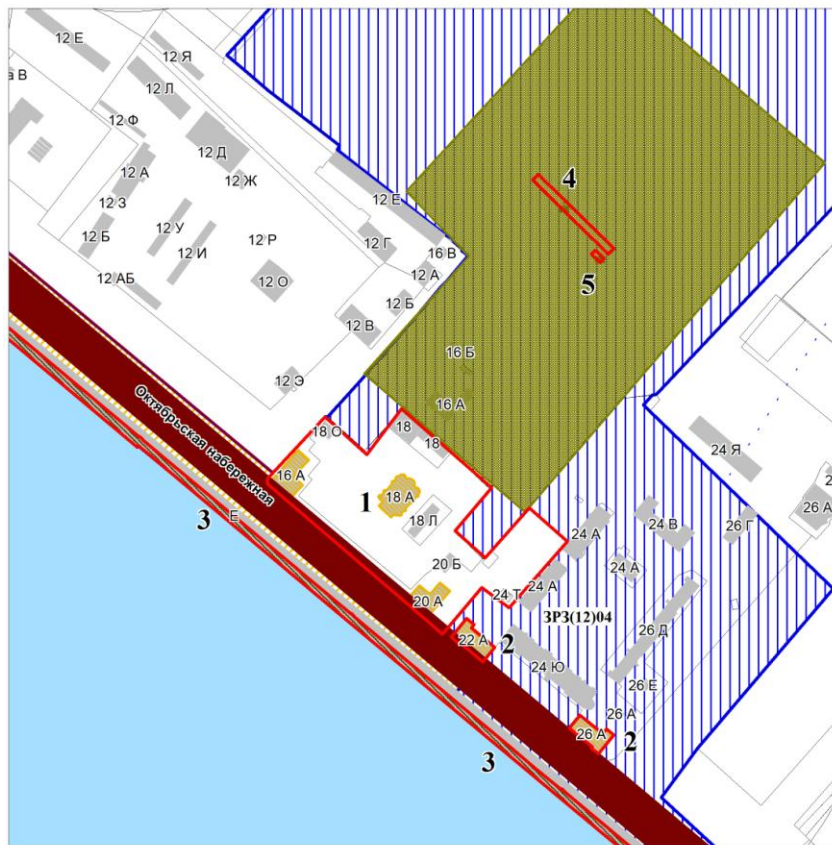 12 Е
12 Я
а В
12 Л
12 Ф
12 Д
12 А
12 Ж
4
12 З
12 Е
12 У
12 Р
12 Б
12 И
12 Г
16 В
5
12 АБ
12 О
12 А
12 Б
12 В
16 Б
12 Э
16 А
Октябрьская набережная
18 О
18
18
24 Я
16 А
1
18 А
26 А
3
Е
18 Л
24 А
24 В
26 Г
20 Б
24 А
20 А
24 Т
24 А
ЗРЗ(12)04
22 А
2
26 Д
24 Ю
26 Е
26 А
26 А
2
3